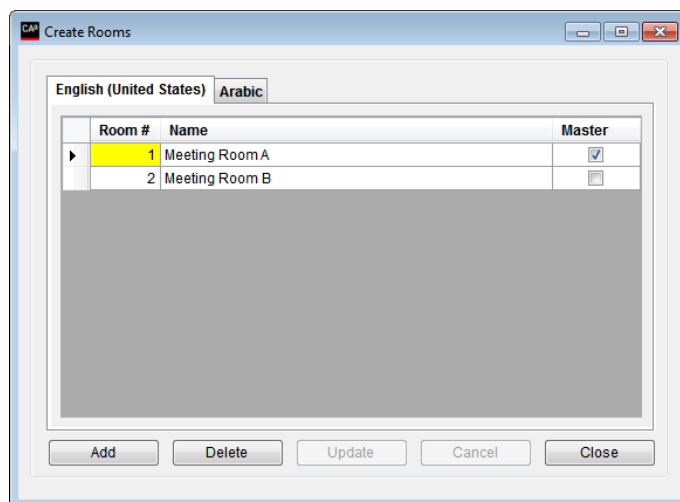 CA³ Create Rooms
English (United States) Arabic
Room # Name Master
1 Meeting Room A
2 Meeting Room B
Add Delete Update Cancel Close